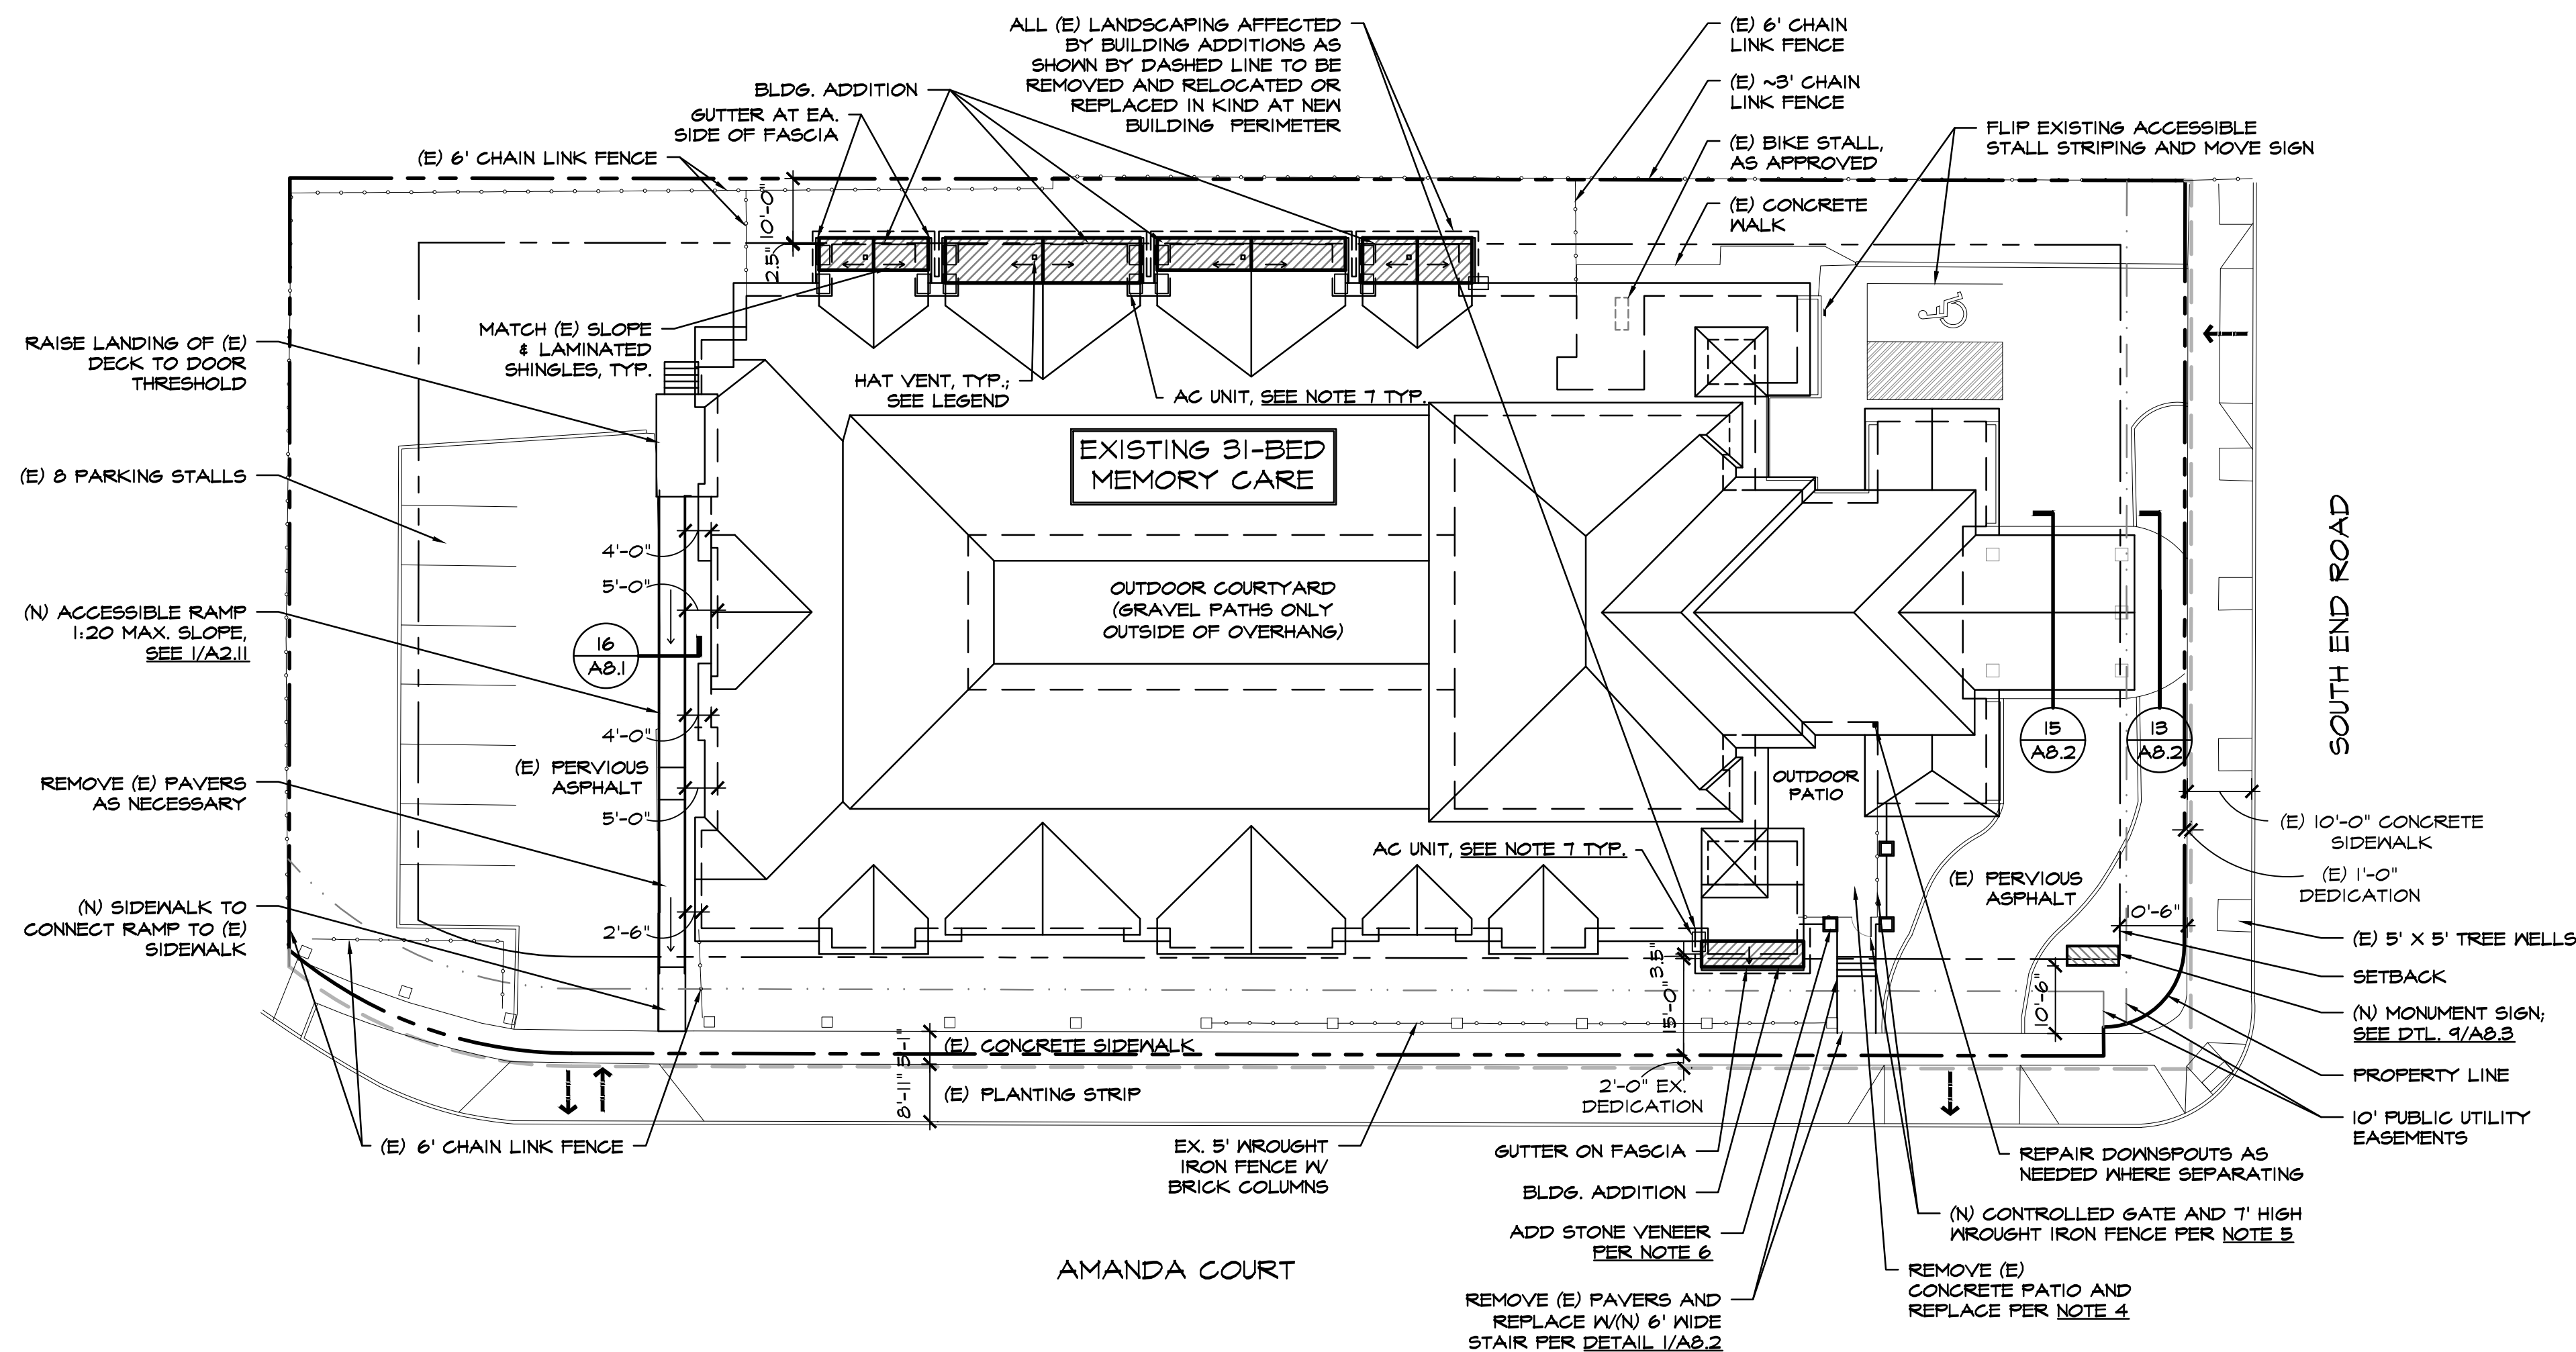 ALL (E) LANDSCAPING AFFECTED
BY BUILDING ADDITIONS AS
SHOWN BY DASHED LINE TO BE
REMOVED AND RELOCATED OR
REPLACED IN KIND AT NEW
BUILDING PERIMETER
(E) 6' CHAIN
LINK FENCE
(E) ~3' CHAIN
LINK FENCE
(E) BIKE STALL,
AS APPROVED
(E) CONCRETE
WALK
FLIP EXISTING ACCESSIBLE
STALL STRIPING AND MOVE SIGN
BLDG. ADDITION
GUTTER AT EA.
SIDE OF FASCIA
(E) 6' CHAIN LINK FENCE
10'-0"
2.5"
MATCH (E) SLOPE
& LAMINATED
SHINGLES, TYP.
HAT VENT, TYP.;
SEE LEGEND
AC UNIT, SEE NOTE 7 TYP.
RAISE LANDING OF (E)
DECK TO DOOR
THRESHOLD
(E) 8 PARKING STALLS
(N) ACCESSIBLE RAMP
1:20 MAX. SLOPE,
SEE 1/A2.11
REMOVE (E) PAVERS
AS NECESSARY
(N) SIDEWALK TO
CONNECT RAMP TO (E)
SIDEWALK
4'-0"
5'-0"
16
A8.1
4'-0"
(E) PERVIOUS
ASPHALT
5'-0"
2'-6"
EXISTING 31-BED
MEMORY CARE
OUTDOOR COURTYARD
(GRAVEL PATHS ONLY
OUTSIDE OF OVERHANG)
SOUTH END ROAD
15
A8.2
13
A8.2
OUTDOOR
PATIO
AC UNIT, SEE NOTE 7 TYP.
(E) PERVIOUS
ASPHALT
(E) 10'-0" CONCRETE
SIDEWALK
(E) 1'-0"
DEDICATION
10'-6"
10'-6"
(E) 5' X 5' TREE WELLS
SETBACK
(N) MONUMENT SIGN;
SEE DTL. 9/A8.3
PROPERTY LINE
10' PUBLIC UTILITY
EASEMENTS
3.5"
15'-0"
5'-1"
8'-11"
(E) CONCRETE SIDEWALK
(E) PLANTING STRIP
2'-0" EX.
DEDICATION
(E) 6' CHAIN LINK FENCE
EX. 5' WROUGHT
IRON FENCE W/
BRICK COLUMNS
GUTTER ON FASCIA
BLDG. ADDITION
ADD STONE VENEER
PER NOTE 6
REMOVE (E) PAVERS AND
REPLACE W/(N) 6' WIDE
STAIR PER DETAIL 1/A8.2
REPAIR DOWNSPOUTS AS
NEEDED WHERE SEPARATING
(N) CONTROLLED GATE AND 7' HIGH
WROUGHT IRON FENCE PER NOTE 5
REMOVE (E)
CONCRETE PATIO AND
REPLACE PER NOTE 4
AMANDA COURT